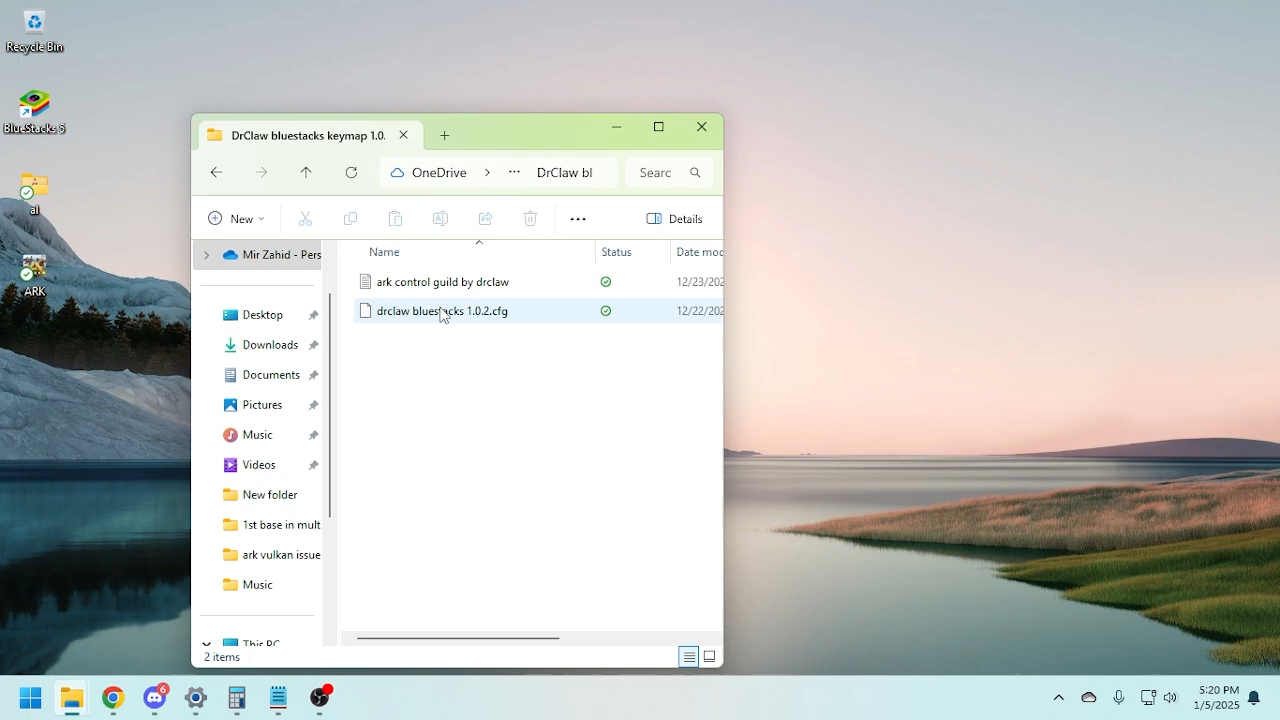 Recycle Bin
BlueStacks 5
al
ARK
DrClaw bluestacks keymap 1.0.
OneDrive
DrClaw bl
Searc
New
Details
Mir Zahid - Pers
Desktop
Downloads
Documents
Pictures
Music
Videos
New folder
1st base in mult
ark vulkan issue
Music
This PC
Name
Status
Date mod
ark control guild by drclaw
12/23/202
drclaw bluestacks 1.0.2.cfg
12/22/202
2 items
6
5:20 PM
1/5/2025